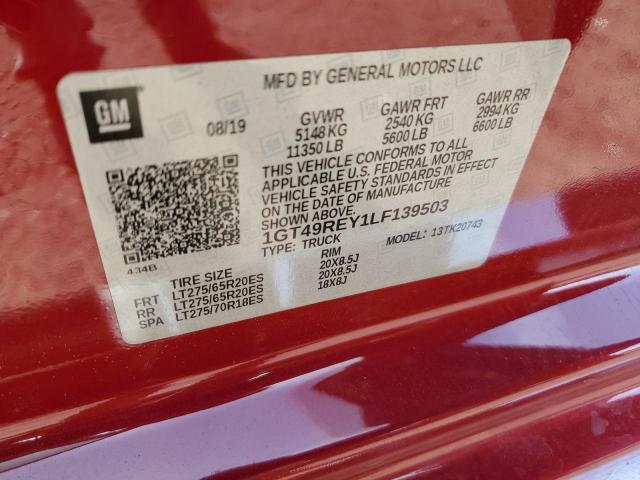 MFD BY GENERAL MOTORS LLC
GM
08/19
GVWR GAWR FRT GAWR RR
5148 KG 2540 KG 2994 KG
11350 LB 5600 LB 6600 LB
THIS VEHICLE CONFORMS TO ALL
APPLICABLE U.S. FEDERAL MOTOR
VEHICLE SAFETY STANDARDS IN EFFECT
ON THE DATE OF MANUFACTURE
SHOWN ABOVE.
1GT49REY1LF139503
TYPE: TRUCK MODEL: 13TK20743
434B
TIRE SIZE RIM
FRT LT275/65R20ES 20X8.5J
RR LT275/65R20ES 20X8.5J
SPA LT275/70R18ES 18X8J